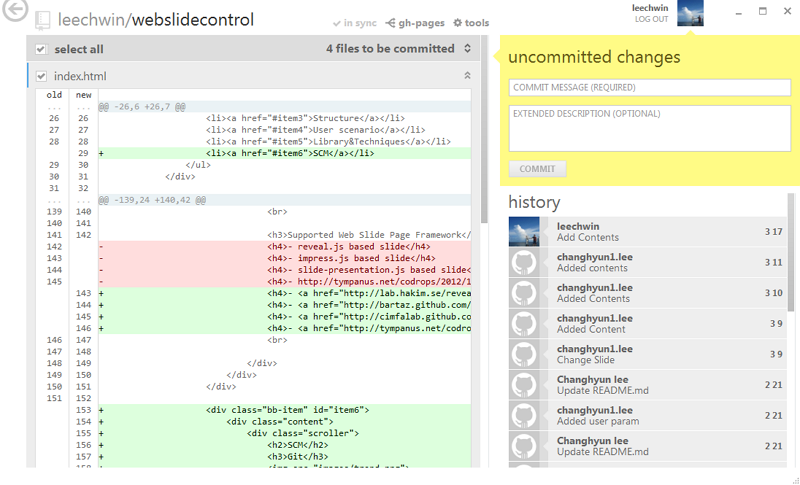 leechwin/webslidecontrol
in sync
gh-pages
tools
leechwin
LOG OUT
select all
4 files to be committed
index.html
old new
... ... @@ -26,6 +26,7 @@
26 26 <li><a href="#item3">Structure</a></li>
27 27 <li><a href="#item4">User scenario</a></li>
28 28 <li><a href="#item5">Library&Techniques</a></li>
29 + <li><a href="#item6">SCM</a></li>
29 30 </ul>
30 31 </div>
31 32
... ... @@ -139,24 +140,42 @@
139 140 <br>
140 141
141 142 <h3>Supported Web Slide Page Framework</
142 - <h4>- reveal.js based slide</h4>
143 - <h4>- impress.js based slide</h4>
144 - <h4>- slide-presentation.js based slide<
145 - <h4>- http://tympanus.net/codrops/2012/1
143 + <h4>- <a href="http://lab.hakim.se/revea
144 + <h4>- <a href="http://bartaz.github.com/
145 + <h4>- <a href="http://cimfalab.github.co
146 + <h4>- <a href="http://tympanus.net/codro
146 147 <br>
147 148
148 149 </div>
149 150 </div>
150 151 </div>
151 152
153 + <div class="bb-item" id="item6">
154 + <div class="content">
155 + <div class="scroller">
156 + <h2>SCM</h2>
157 + <h3>Git</h3>
uncommitted changes
COMMIT MESSAGE (REQUIRED)
EXTENDED DESCRIPTION (OPTIONAL)
COMMIT
history
leechwin
Add Contents
3 17
changhyun1.lee
Added contents
3 11
changhyun1.lee
Added Contents
3 10
changhyun1.lee
Added Content
3 9
changhyun1.lee
Change Slide
3 9
Changhyun lee
Update README.md
2 21
changhyun1.lee
Added user param
2 21
Changhyun lee
Update README.md
2 21
changhyun1.lee